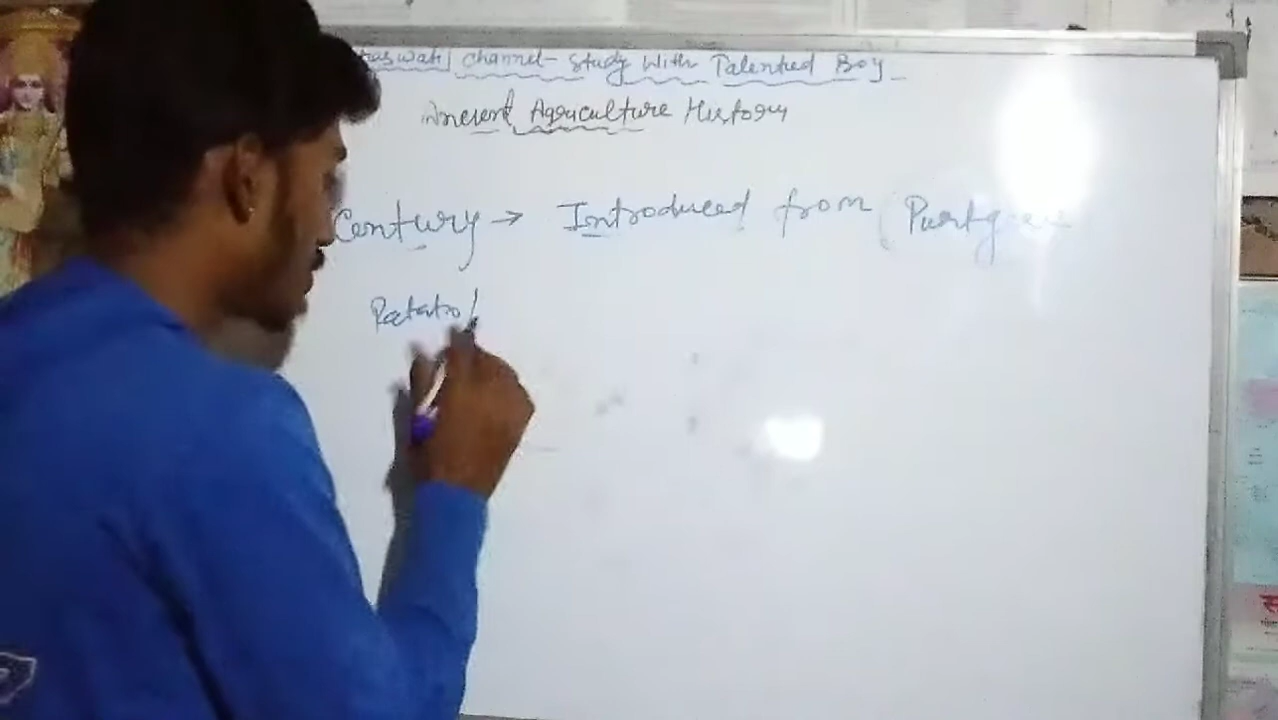 Channel - Study With Talented Boy
Ancient Agriculture History
Century → Introduced from
Potato/